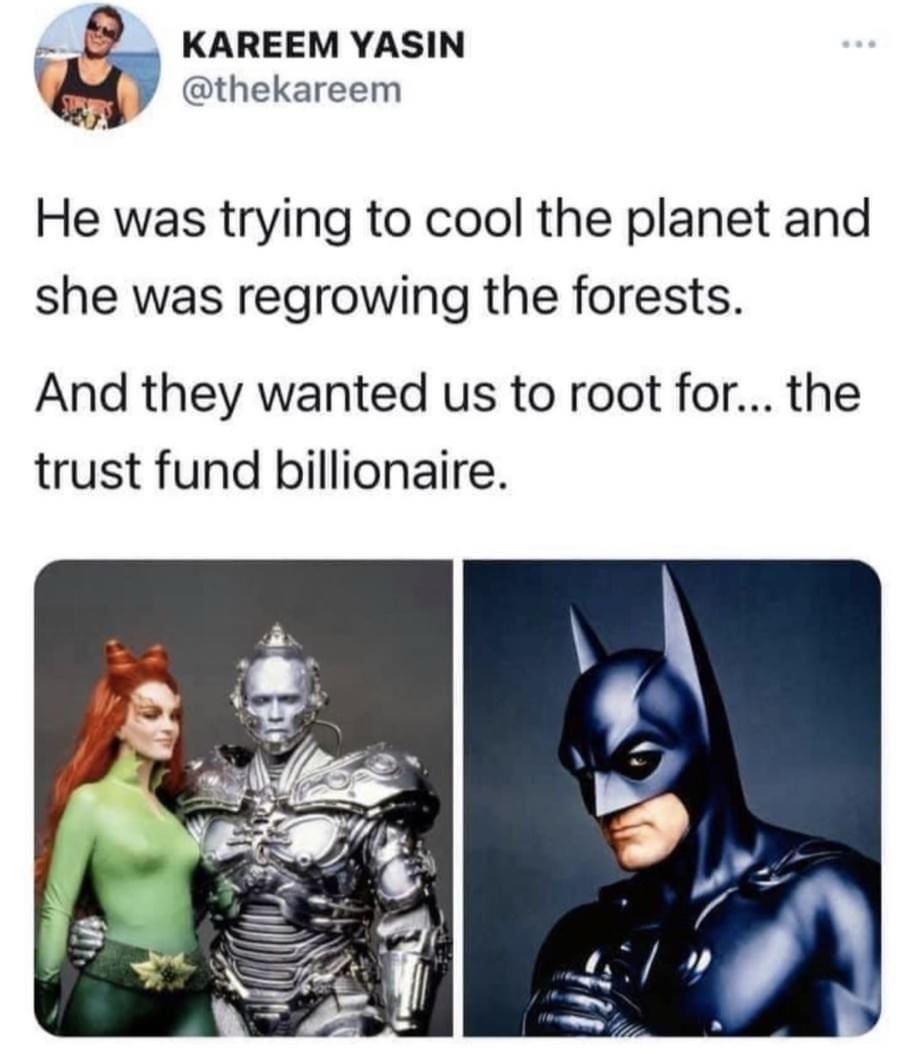 KAREEM YASIN
@thekareem
He was trying to cool the planet and
she was regrowing the forests.
And they wanted us to root for... the
trust fund billionaire.